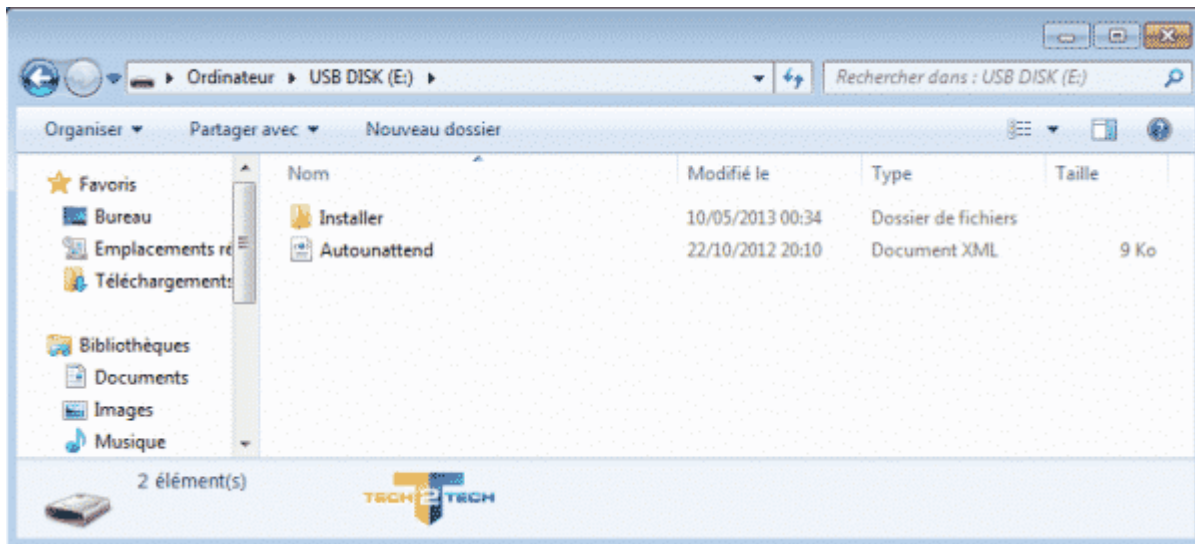 Ordinateur USB DISK (E:) Rechercher dans : USB DISK (E:)
Organiser Partager avec Nouveau dossier
Nom Modifié le Type Taille
Favoris
Bureau
Emplacements ré
Téléchargements
Installer 10/05/2013 00:34 Dossier de fichiers
Autounattend 22/10/2012 20:10 Document XML 9 Ko
Bibliothèques
Documents
Images
Musique
2 élément(s)
TECH2TECH